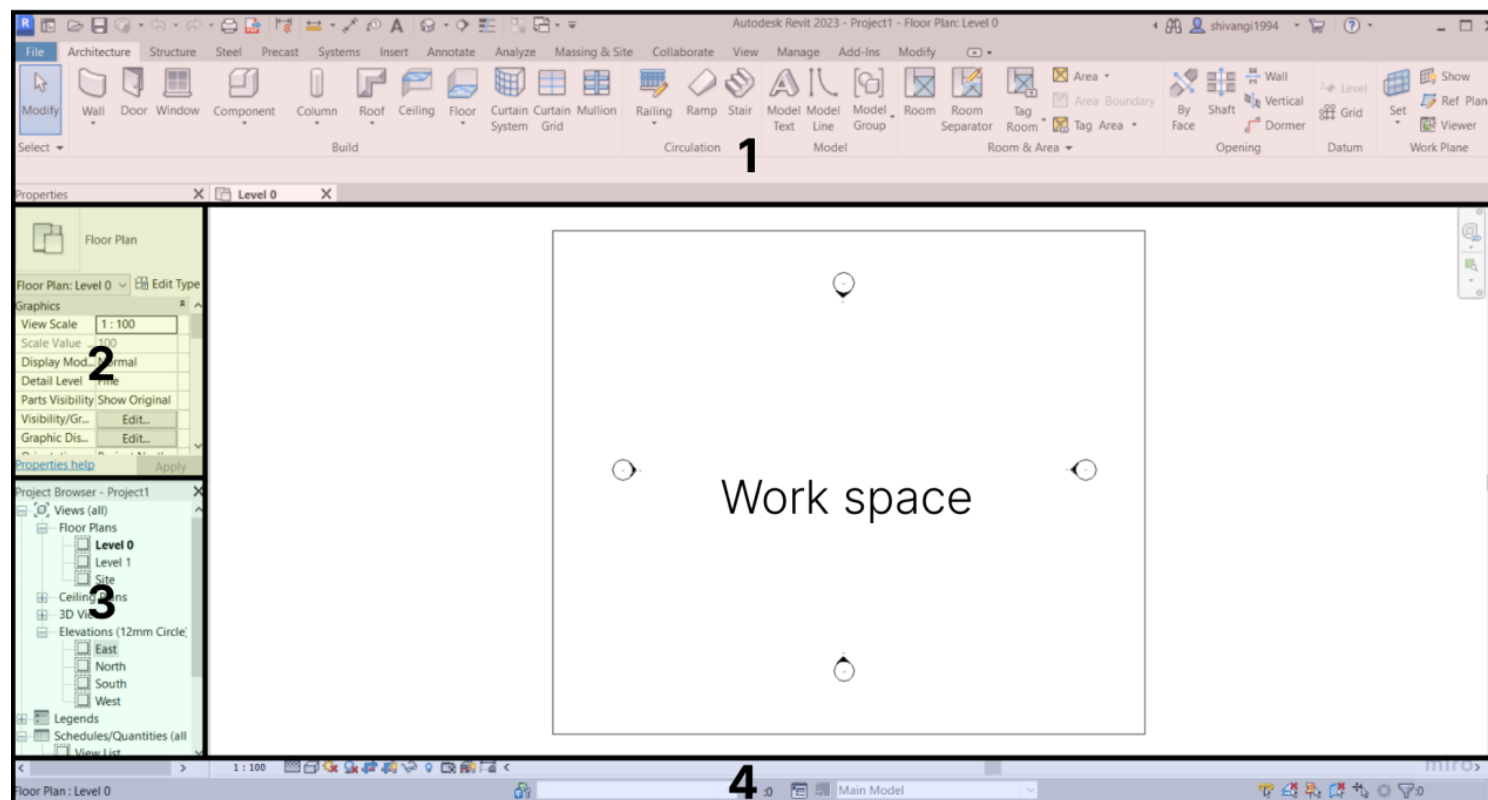 Autodesk Revit 2023 - Project1 - Floor Plan: Level 0
shivangi1994
File Architecture Structure Steel Precast Systems Insert Annotate Analyze Massing & Site Collaborate View Manage Add-Ins Modify
Modify Wall Door Window Component Column Roof Ceiling Floor Curtain System Curtain Grid Mullion Railing Ramp Stair Model Text Model Line Model Group Room Room Separator Tag Room Area Area Boundary Tag Area By Face Shaft Wall Vertical Dormer Level Grid Set Show Ref Plan Viewer
Select Build Circulation Model Room & Area Opening Datum Work Plane
1
Properties
Level 0
Floor Plan
Floor Plan: Level 0 Edit Type
Graphics
View Scale 1 : 100
Scale Value ... 100
Display Mod... Normal
Detail Level Fine
Parts Visibility Show Original
Visibility/Gr... Edit...
Graphic Dis... Edit...
Properties help Apply
2
Project Browser - Project1
Views (all)
Floor Plans
Level 0
Level 1
Site
Ceiling Plans
3D Vie
Elevations (12mm Circle)
East
North
South
West
Legends
Schedules/Quantities (all
View List
3
Work space
1 : 100
miro
Floor Plan : Level 0
4
:0 Main Model
:0